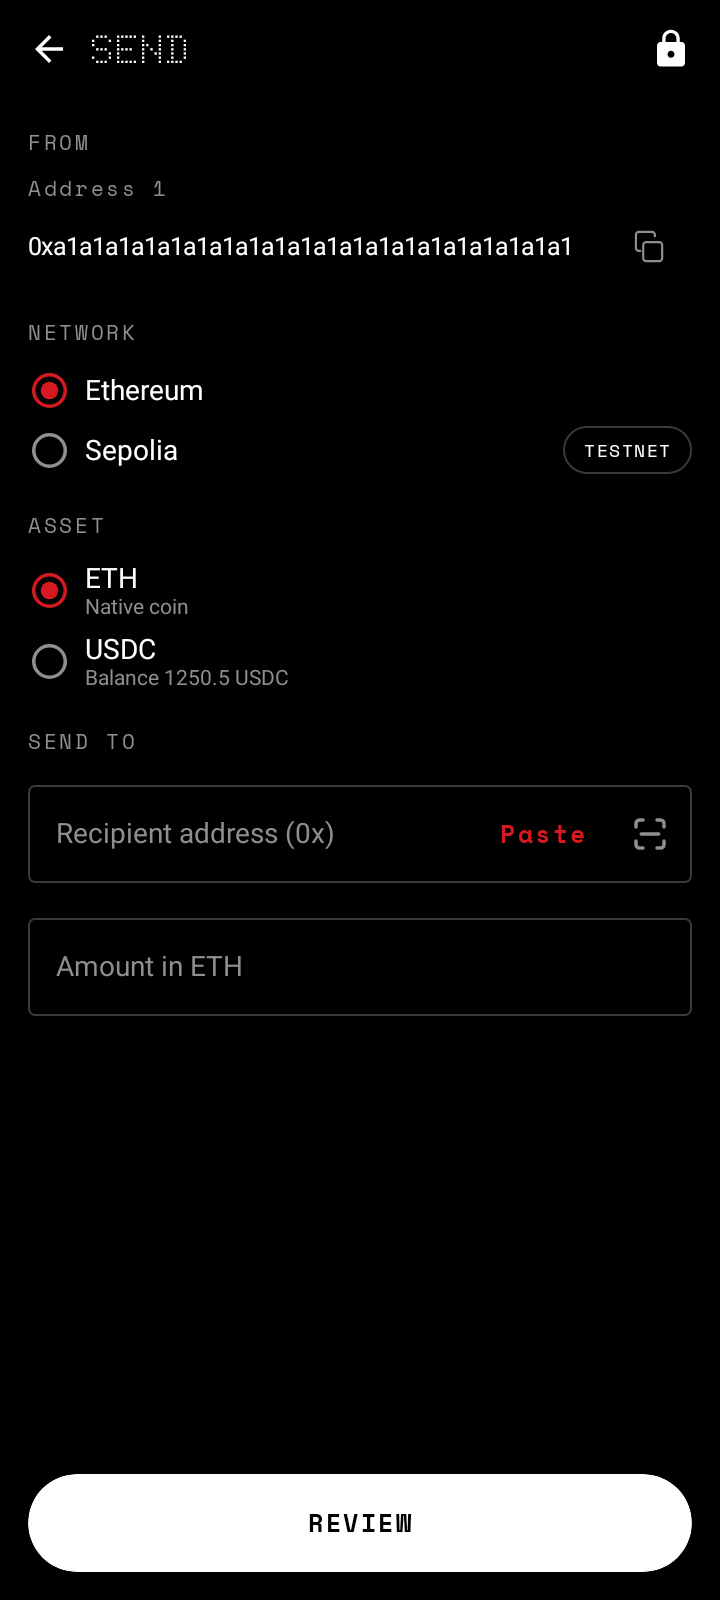 SEND
FROM
Address 1
0xa1a1a1a1a1a1a1a1a1a1a1a1a1a1a1a1a1a1a1a1
NETWORK
Ethereum
Sepolia
TESTNET
ASSET
ETH
Native coin
USDC
Balance 1250.5 USDC
SEND TO
Recipient address (0x)
Paste
Amount in ETH
REVIEW